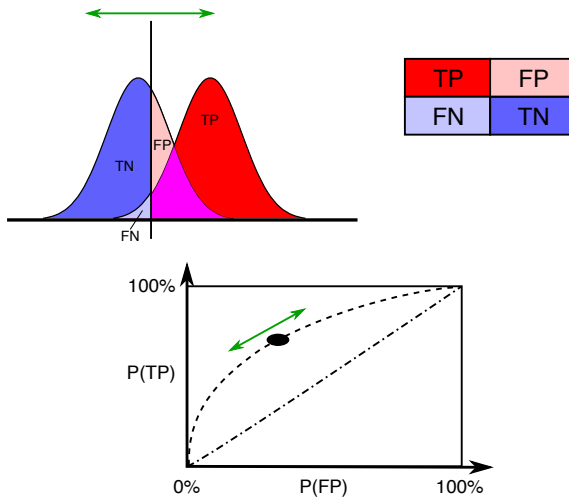 TN
FP
TP
FN
TP FP
FN TN
100%
P(TP)
0% P(FP) 100%